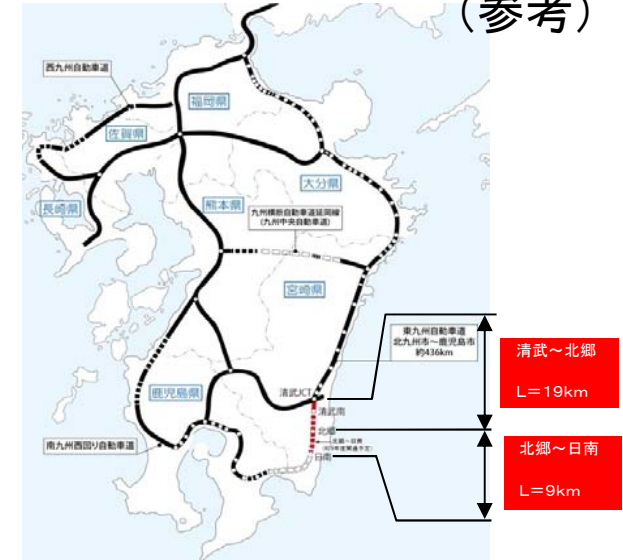 （参考）
西九州自動車道
福岡県
佐賀県
大分県
長崎県
熊本県
九州横断自動車道延岡線
(九州中央自動車道)
宮崎県
東九州自動車道
北九州市～鹿児島市
約436km
清武～北郷
L＝19km
鹿児島県
清武JCT
清武南
北郷
日南
南九州西回り自動車道
北郷～日南
L＝9km